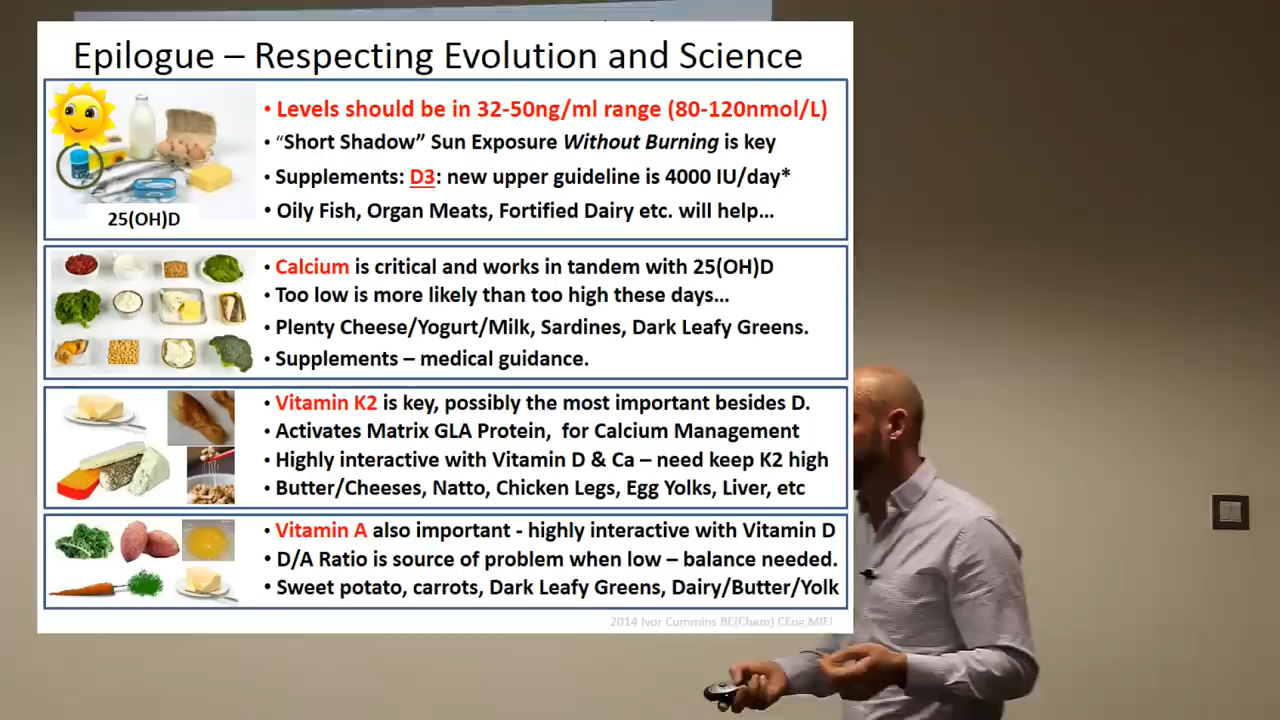 Epilogue – Respecting Evolution and Science
• Levels should be in 32-50ng/ml range (80-120nmol/L)
• “Short Shadow” Sun Exposure Without Burning is key
• Supplements: D3: new upper guideline is 4000 IU/day*
• Oily Fish, Organ Meats, Fortified Dairy etc. will help…
25(OH)D
• Calcium is critical and works in tandem with 25(OH)D
• Too low is more likely than too high these days…
• Plenty Cheese/Yogurt/Milk, Sardines, Dark Leafy Greens.
• Supplements – medical guidance.
• Vitamin K2 is key, possibly the most important besides D.
• Activates Matrix GLA Protein,  for Calcium Management
• Highly interactive with Vitamin D & Ca – need keep K2 high
• Butter/Cheeses, Natto, Chicken Legs, Egg Yolks, Liver, etc
• Vitamin A also important - highly interactive with Vitamin D
• D/A Ratio is source of problem when low – balance needed.
• Sweet potato, carrots, Dark Leafy Greens, Dairy/Butter/Yolk
2014 Ivor Cummins BE(Chem) CEng MIEI